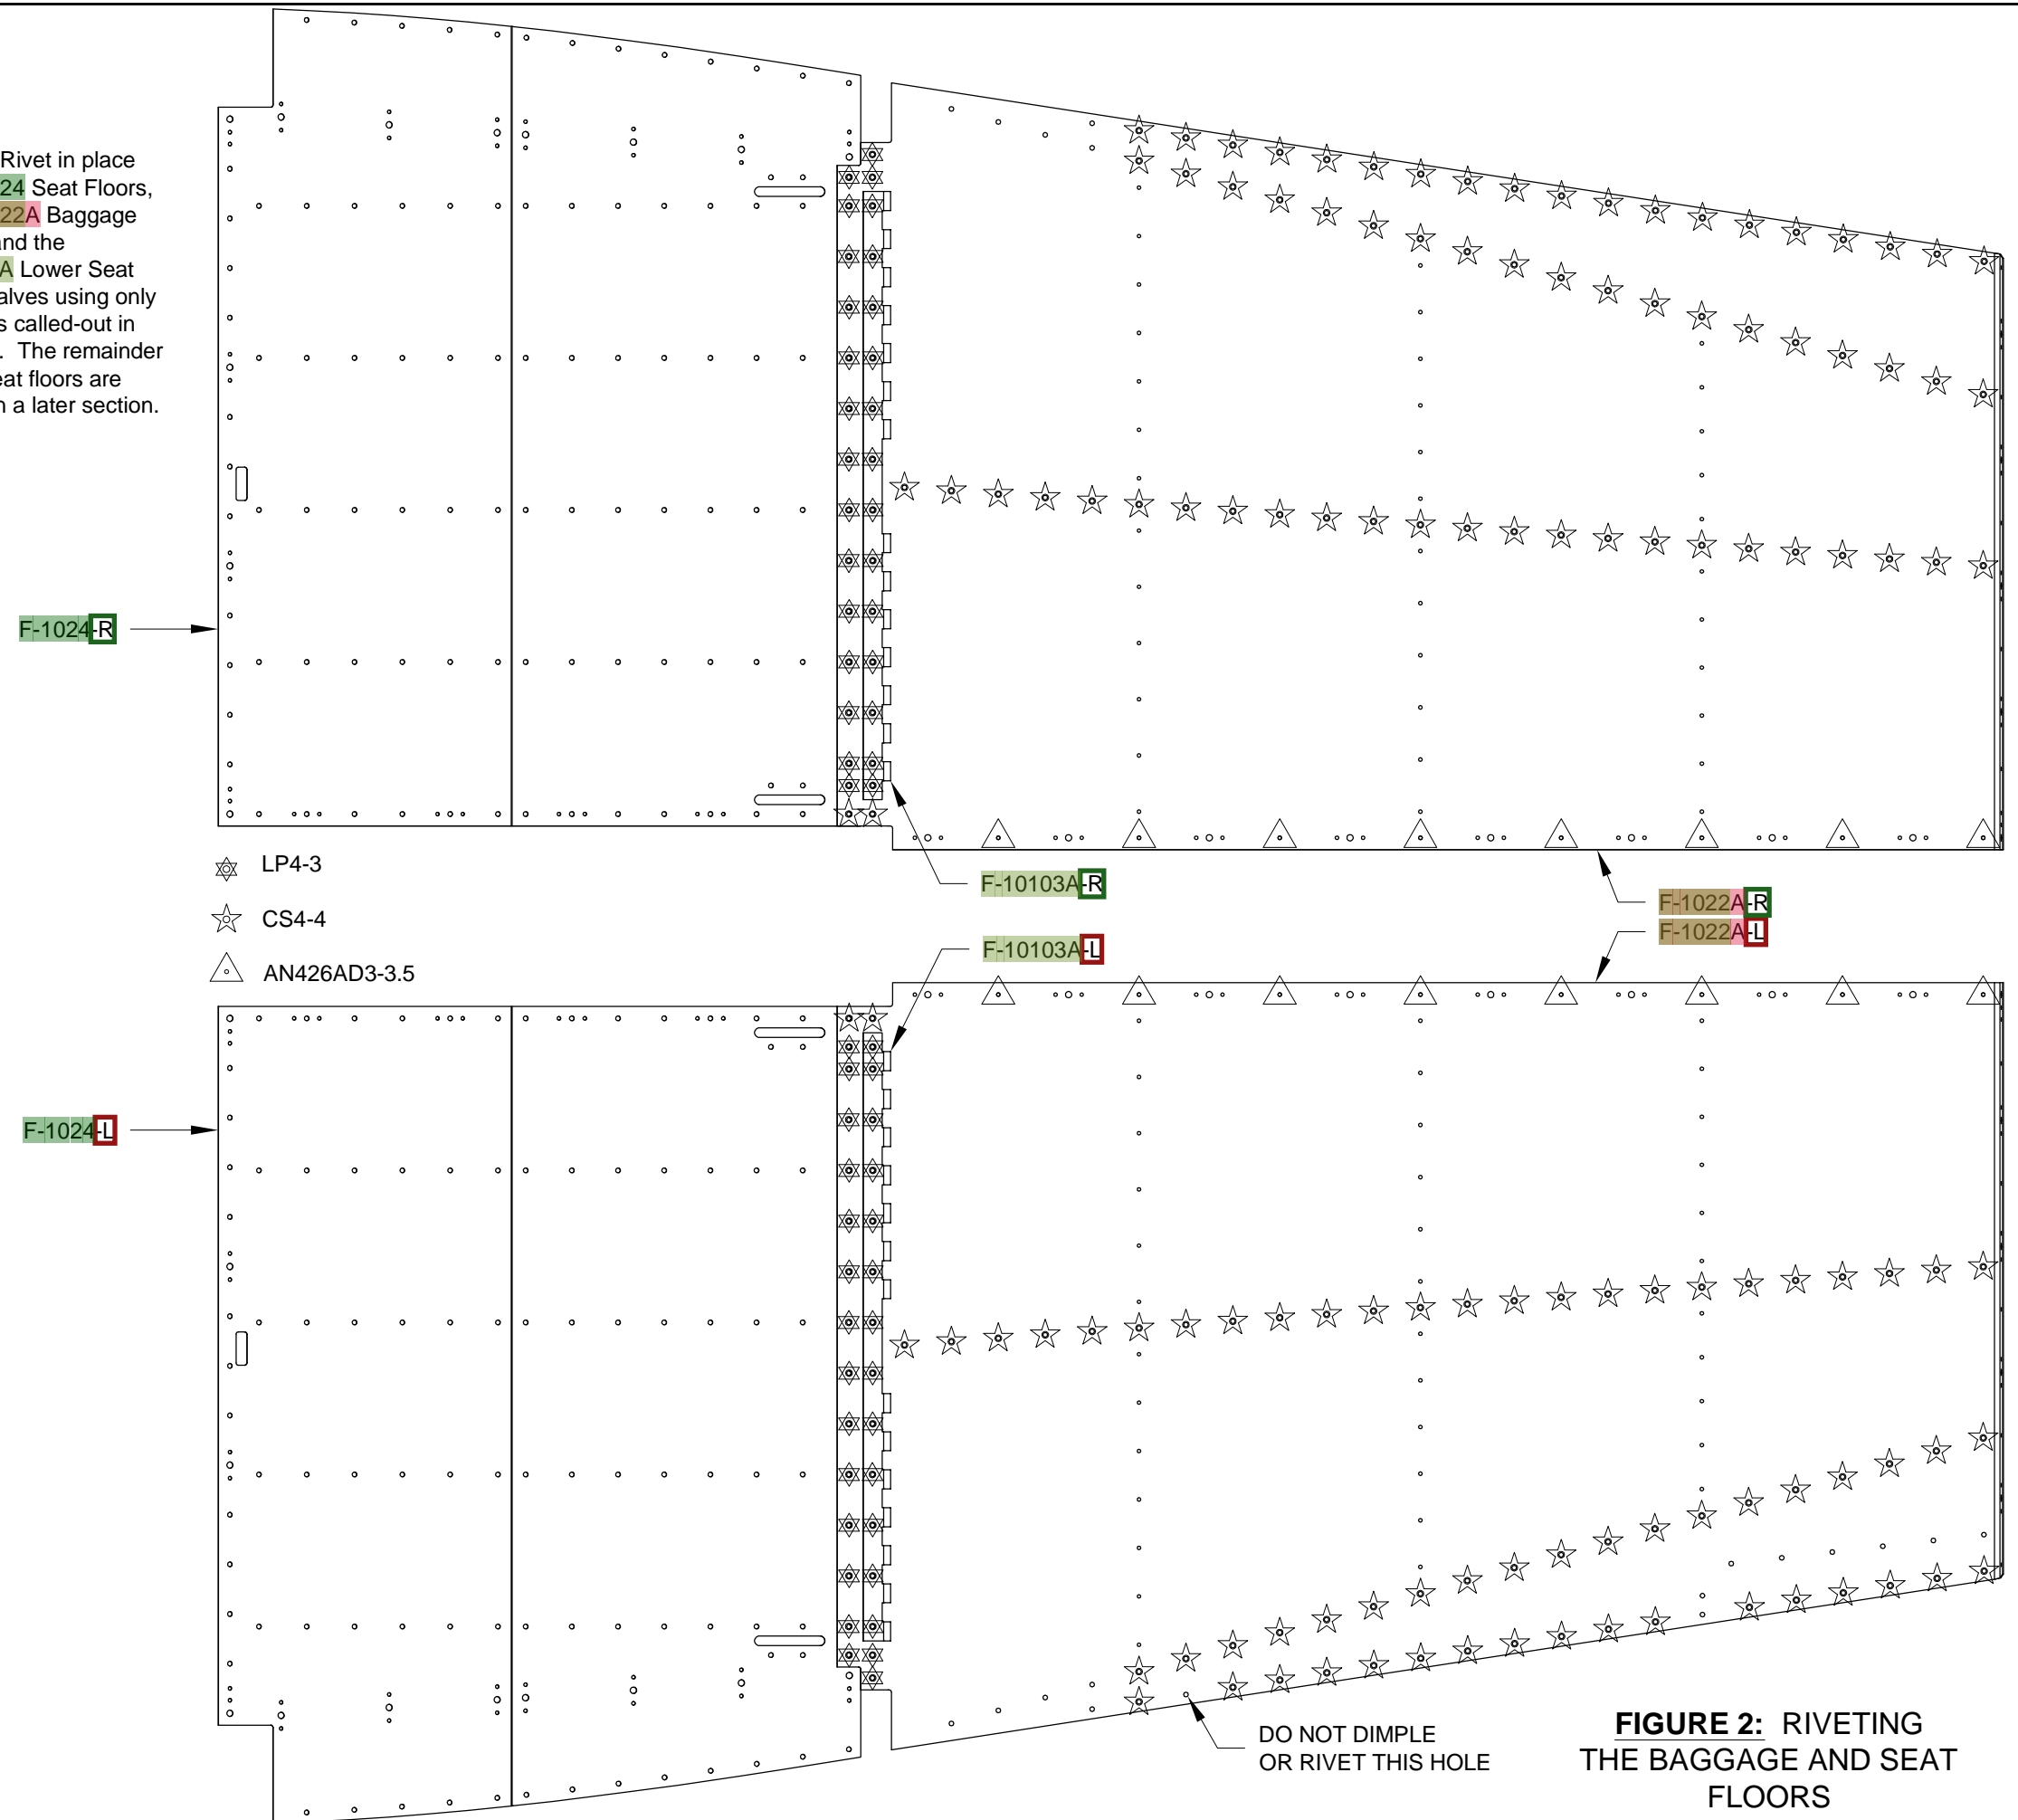 Rivet in place
24 Seat Floors,
22A Baggage
and the
A Lower Seat
alves using only
s called-out in
. The remainder
eat floors are
n a later section.
F-1024-R
LP4-3
CS4-4
AN426AD3-3.5
F-10103A-R
F-10103A-L
F-1022A-R
F-1022A-L
F-1024-L
DO NOT DIMPLE
OR RIVET THIS HOLE
FIGURE 2: RIVETING
THE BAGGAGE AND SEAT
FLOORS